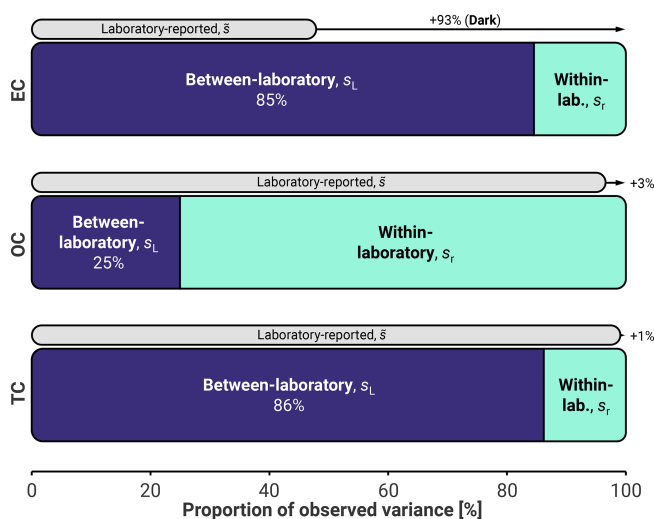 Laboratory-reported, s̃
+93% (Dark)
EC
Between-laboratory, sL
85%
Within-
lab., sr
Laboratory-reported, s̃
+3%
OC
Between-
laboratory, sL
25%
Within-
laboratory, sr
Laboratory-reported, s̃
+1%
TC
Between-laboratory, sL
86%
Within-
lab., sr
0 20 40 60 80 100
Proportion of observed variance [%]